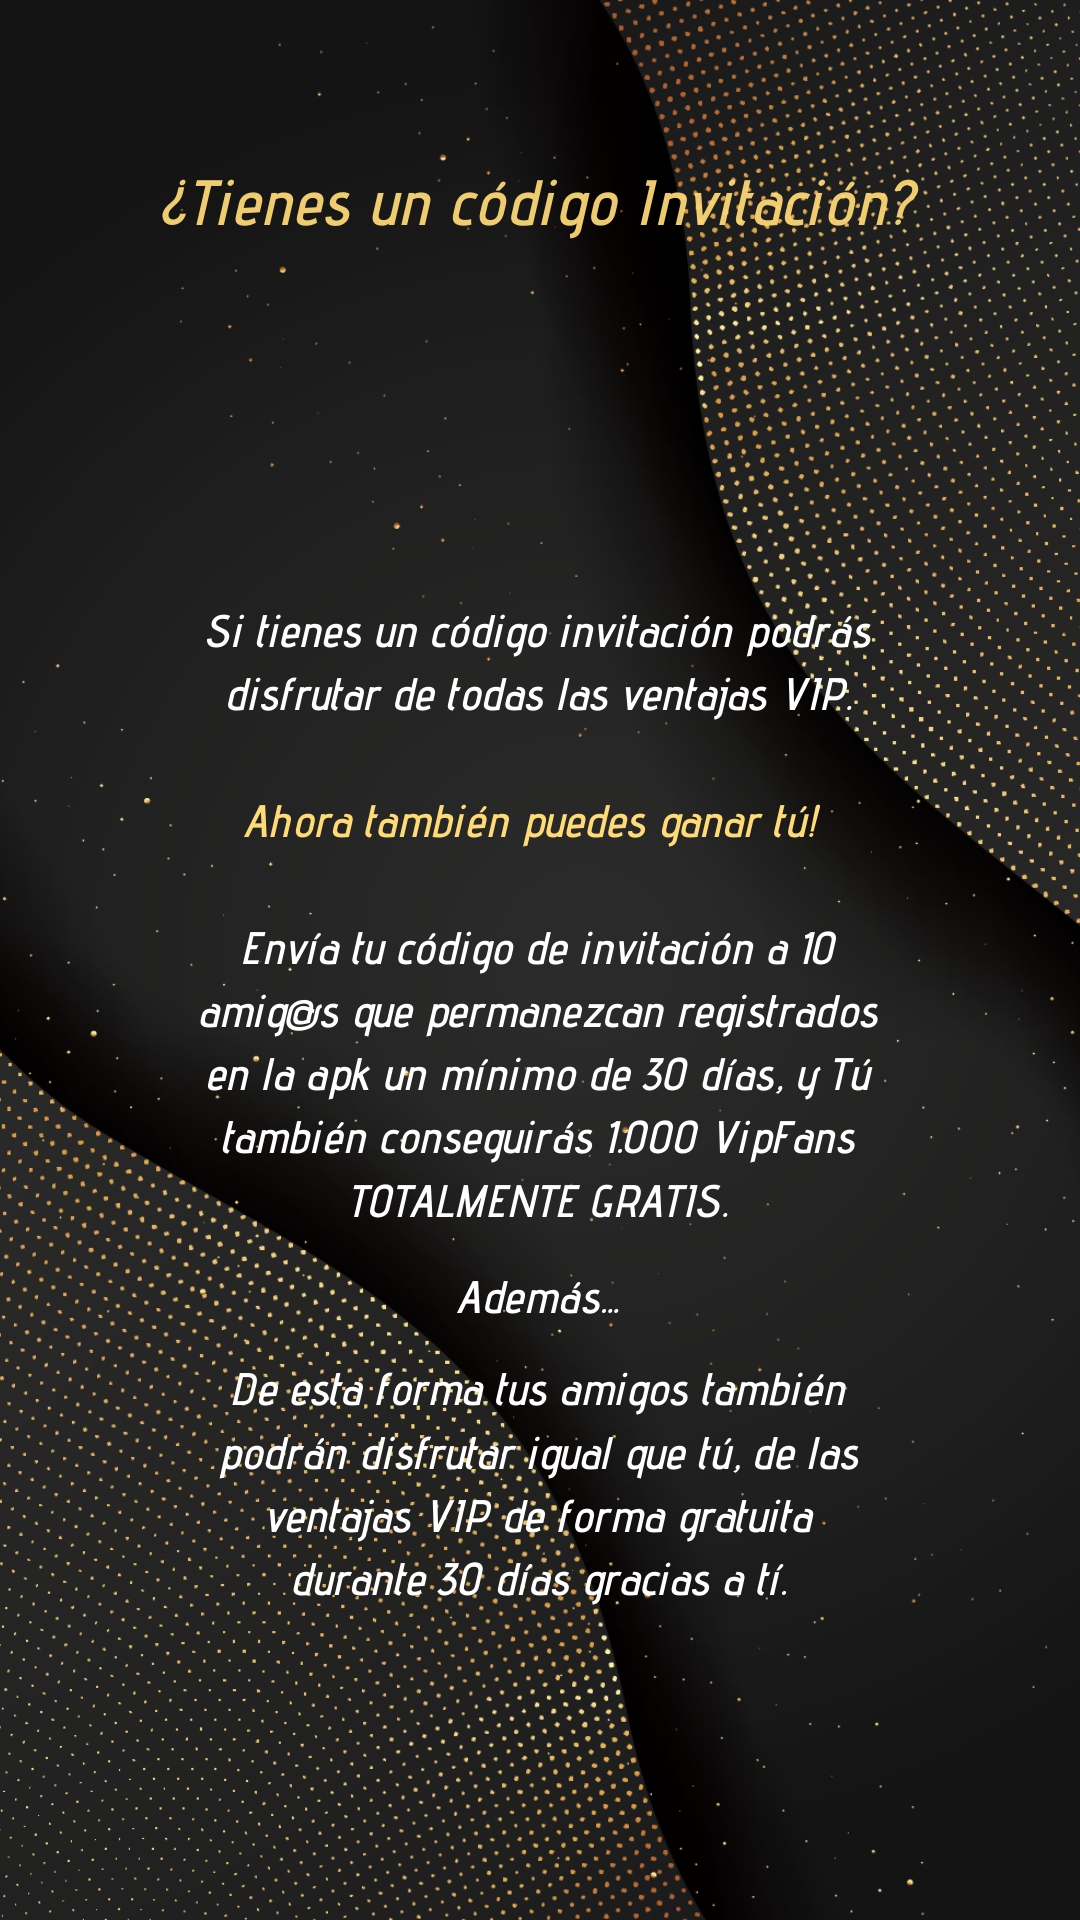 ¿Tienes un código Invitación?
Si tienes un código invitación podrás
disfrutar de todas las ventajas VIP.
Ahora también puedes ganar tú!
Envía tu código de invitación a 10
amig@s que permanezcan registrados
en la apk un mínimo de 30 días, y Tú
también conseguirás 1.000 VipFans
TOTALMENTE GRATIS.
Además...
De esta forma tus amigos también
podrán disfrutar igual que tú, de las
ventajas VIP de forma gratuita
durante 30 días gracias a tí.